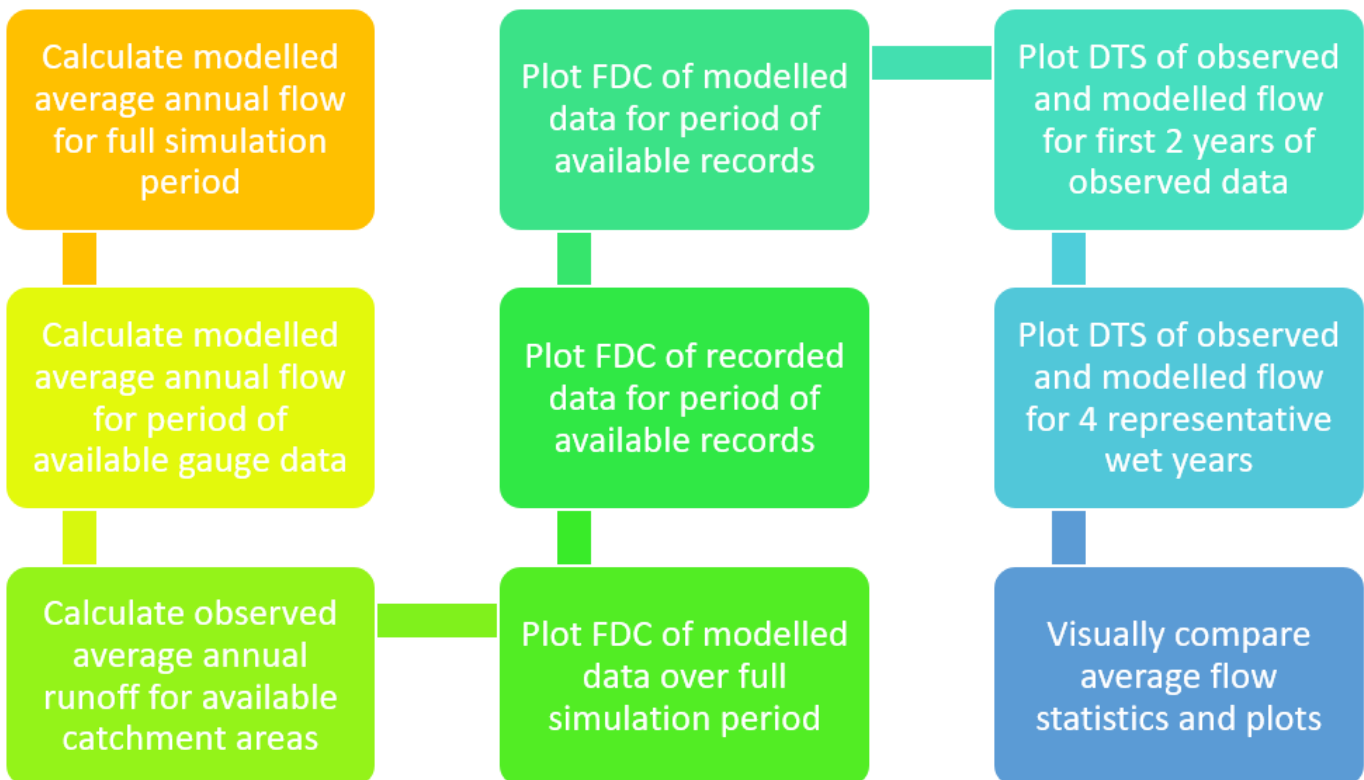 Calculate modelled
average annual flow
for full simulation
period
Calculate modelled
average annual flow
for period of
available gauge data
Calculate observed
average annual
runoff for available
catchment areas
Plot FDC of modelled
data over full
simulation period
Plot FDC of recorded
data for period of
available records
Plot FDC of modelled
data for period of
available records
Plot DTS of observed
and modelled flow
for first 2 years of
observed data
Plot DTS of observed
and modelled flow
for 4 representative
wet years
Visually compare
average flow
statistics and plots